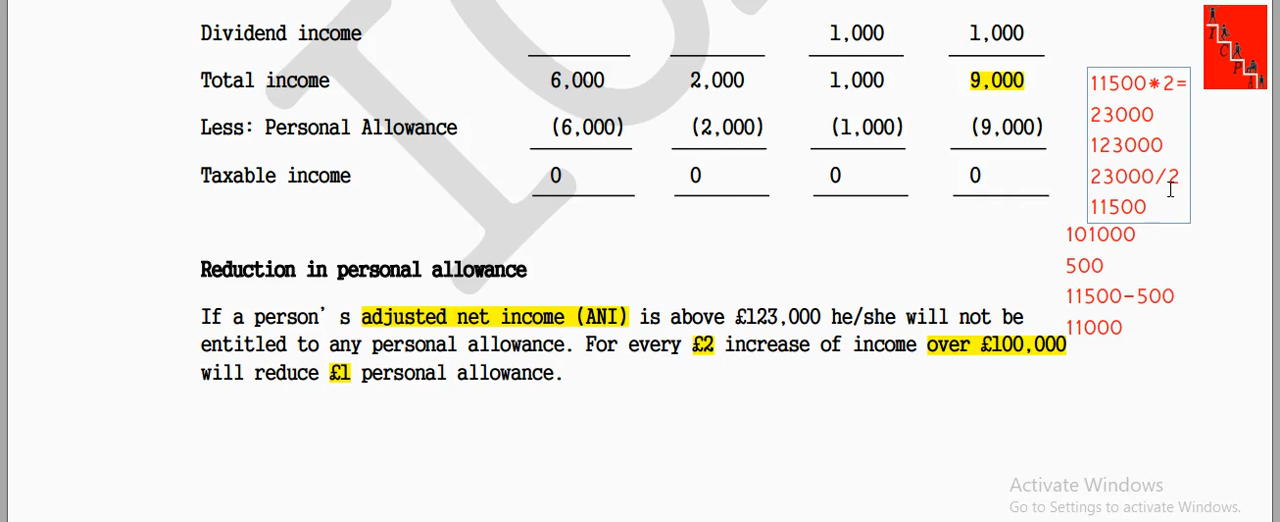 Dividend income 1,000 1,000
Total income 6,000 2,000 1,000 9,000
Less: Personal Allowance (6,000) (2,000) (1,000) (9,000)
Taxable income 0 0 0 0
11500*2=
23000
123000
23000/2
11500
101000
500
11500-500
11000
Reduction in personal allowance
If a person's adjusted net income (ANI) is above £123,000 he/she will not be
entitled to any personal allowance. For every £2 increase of income over £100,000
will reduce £1 personal allowance.
I
C
P
A
Activate Windows
Go to Settings to activate Windows.